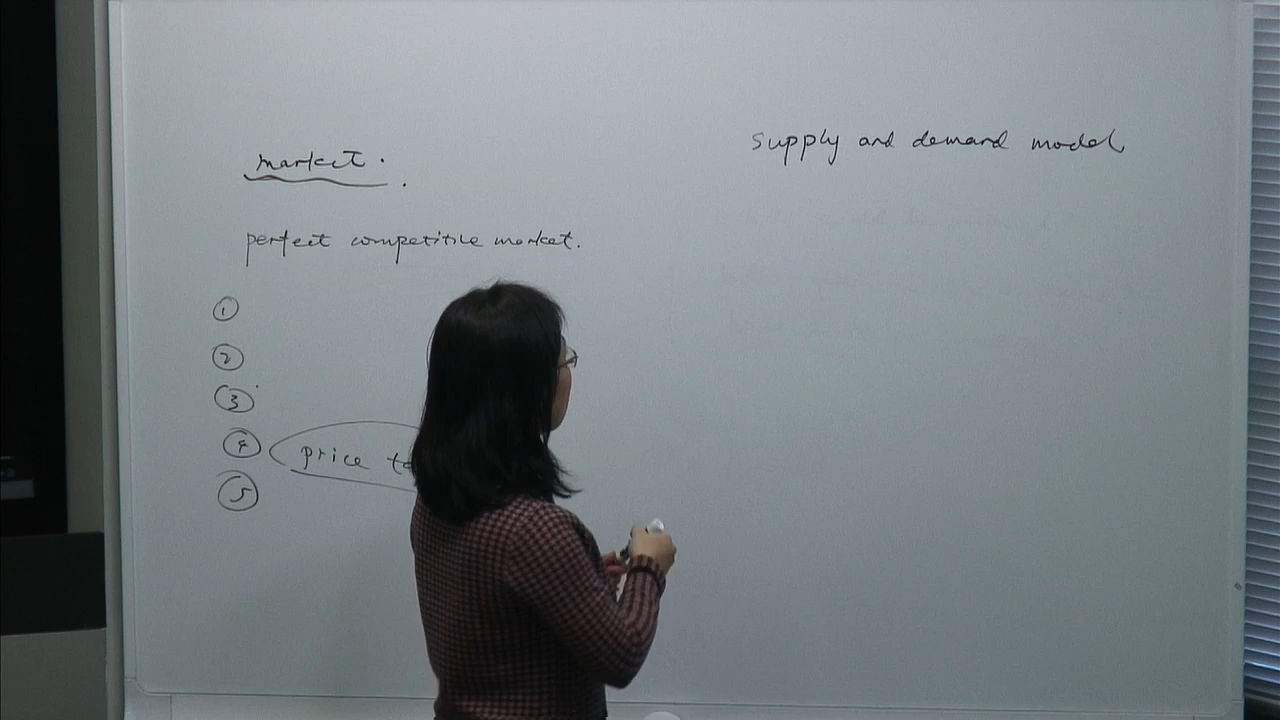 market.
perfect competitive market.
①
②
③
④ price
⑤
supply and demand model